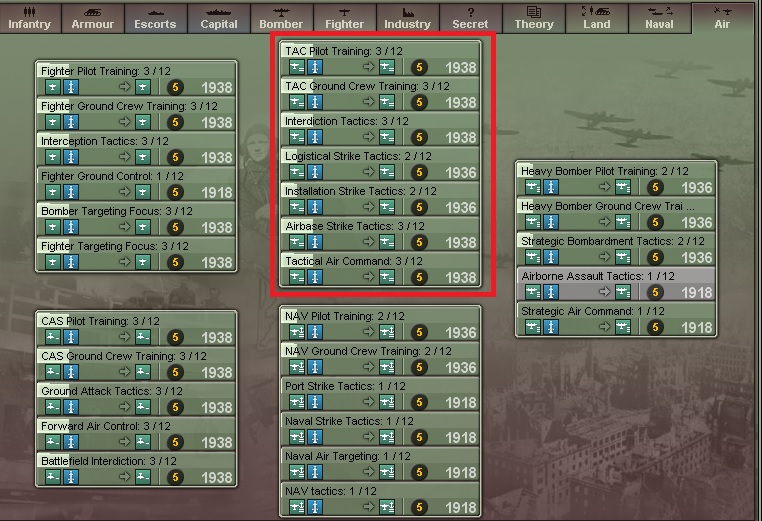 Infantry Armour Escorts Capital Bomber Fighter Industry Secret Theory Land Naval Air
Fighter Pilot Training: 3 / 12
5 1938
Fighter Ground Crew Training: 3 / 12
5 1938
Interception Tactics: 3 / 12
5 1938
Fighter Ground Control: 1 / 12
5 1918
Bomber Targeting Focus: 3 / 12
5 1938
Fighter Targeting Focus: 3 / 12
5 1938
CAS Pilot Training: 3 / 12
5 1938
CAS Ground Crew Training: 3 / 12
5 1938
Ground Attack Tactics: 3 / 12
5 1938
Forward Air Control: 3 / 12
5 1938
Battlefield Interdiction: 3 / 12
5 1938
TAC Pilot Training: 3 / 12
5 1938
TAC Ground Crew Training: 3 / 12
5 1938
Interdiction Tactics: 3 / 12
5 1938
Logistical Strike Tactics: 2 / 12
5 1936
Installation Strike Tactics: 2 / 12
5 1936
Airbase Strike Tactics: 3 / 12
5 1938
Tactical Air Command: 3 / 12
5 1938
NAV Pilot Training: 2 / 12
5 1936
NAV Ground Crew Training: 2 / 12
5 1936
Port Strike Tactics: 1 / 12
5 1918
Naval Strike Tactics: 1 / 12
5 1918
Naval Air Targeting: 1 / 12
5 1918
NAV tactics: 1 / 12
5 1918
Heavy Bomber Pilot Training: 2 / 12
5 1936
Heavy Bomber Ground Crew Trai ...
5 1936
Strategic Bombardment Tactics: 2 / 12
5 1936
Airborne Assault Tactics: 1 / 12
5 1918
Strategic Air Command: 1 / 12
5 1918